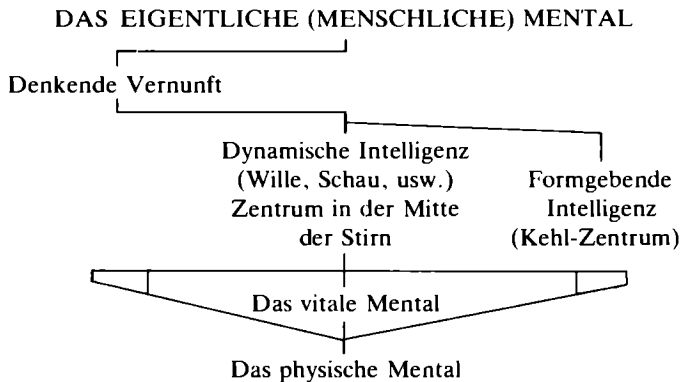 DAS EIGENTLICHE (MENSCHLICHE) MENTAL
Denkende Vernunft
Dynamische Intelligenz
(Wille, Schau, usw.)
Zentrum in der Mitte
der Stirn
Formgebende
Intelligenz
(Kehl-Zentrum)
Das vitale Mental
Das physische Mental